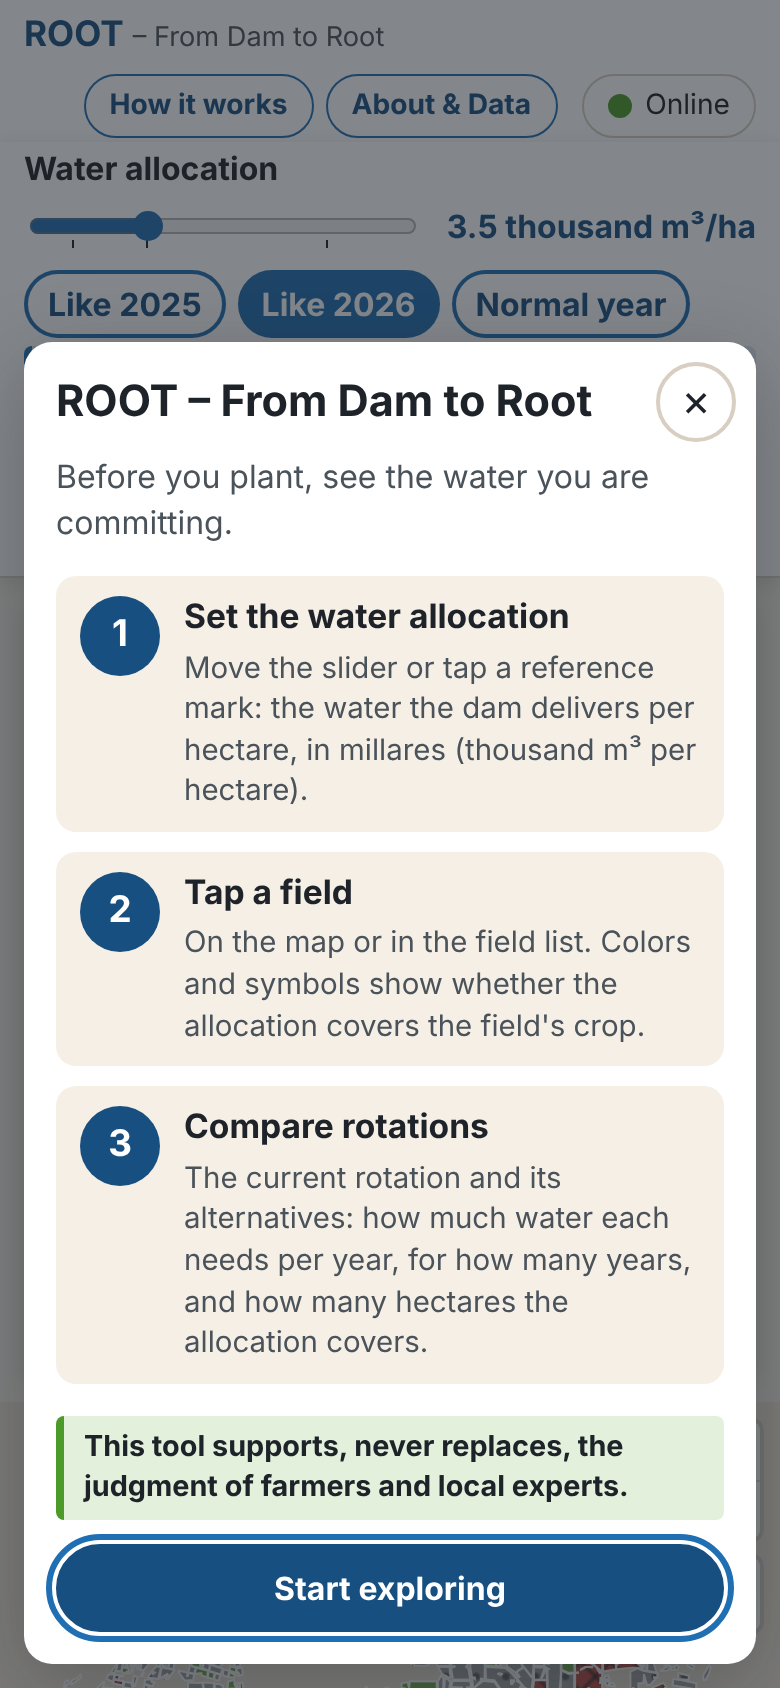 ROOT – From Dam to Root
How it works
About & Data
Online
Water allocation
3.5 thousand m³/ha
Like 2025
Like 2026
Normal year
ROOT – From Dam to Root
Before you plant, see the water you are
committing.
1
Set the water allocation
Move the slider or tap a reference
mark: the water the dam delivers per
hectare, in millares (thousand m³ per
hectare).
2
Tap a field
On the map or in the field list. Colors
and symbols show whether the
allocation covers the field's crop.
3
Compare rotations
The current rotation and its
alternatives: how much water each
needs per year, for how many years,
and how many hectares the
allocation covers.
This tool supports, never replaces, the
judgment of farmers and local experts.
Start exploring